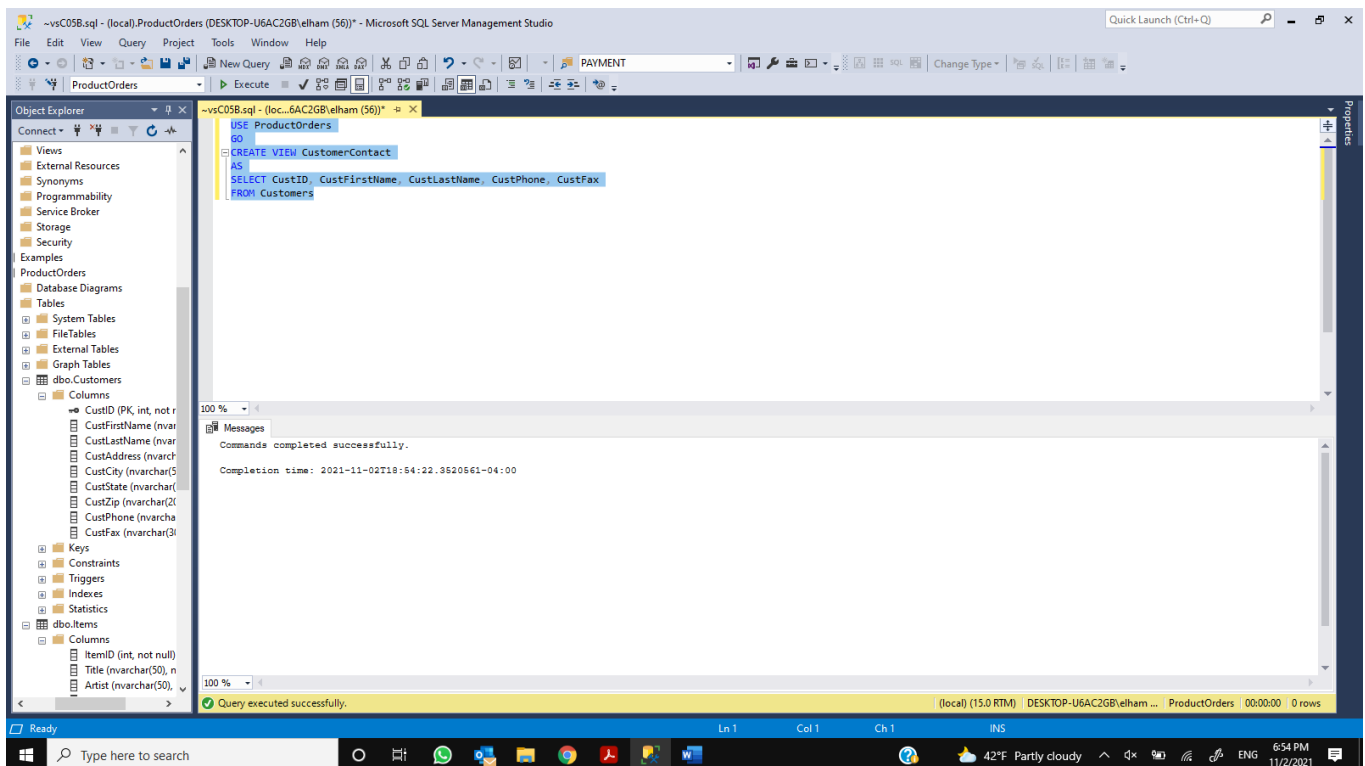 ~vsC05B.sql - (local).ProductOrders (DESKTOP-U6AC2GB\elham (56))* - Microsoft SQL Server Management Studio
Quick Launch (Ctrl+Q)
File Edit View Query Project Tools Window Help
New Query MDX DMX XMLA DAX PAYMENT Change Type
ProductOrders Execute
Object Explorer
~vsC05B.sql - (loc...6AC2GB\elham (56))*
Properties
Connect
Views
External Resources
Synonyms
Programmability
Service Broker
Storage
Security
Examples
ProductOrders
Database Diagrams
Tables
System Tables
FileTables
External Tables
Graph Tables
dbo.Customers
Columns
CustID (PK, int, not r
CustFirstName (nvar
CustLastName (nvar
CustAddress (nvarch
CustCity (nvarchar(5
CustState (nvarchar(
CustZip (nvarchar(20
CustPhone (nvarcha
CustFax (nvarchar(30
Keys
Constraints
Triggers
Indexes
Statistics
dbo.Items
Columns
ItemID (int, not null)
Title (nvarchar(50), n
Artist (nvarchar(50),
USE ProductOrders
GO
CREATE VIEW CustomerContact
AS
SELECT CustID, CustFirstName, CustLastName, CustPhone, CustFax
FROM Customers
100 %
Messages
Commands completed successfully.
Completion time: 2021-11-02T18:54:22.3520561-04:00
100 %
Query executed successfully.
(local) (15.0 RTM) DESKTOP-U6AC2GB\elham ... ProductOrders 00:00:00 0 rows
Ready Ln 1 Col 1 Ch 1 INS
Type here to search
42°F Partly cloudy ENG
6:54 PM
11/2/2021